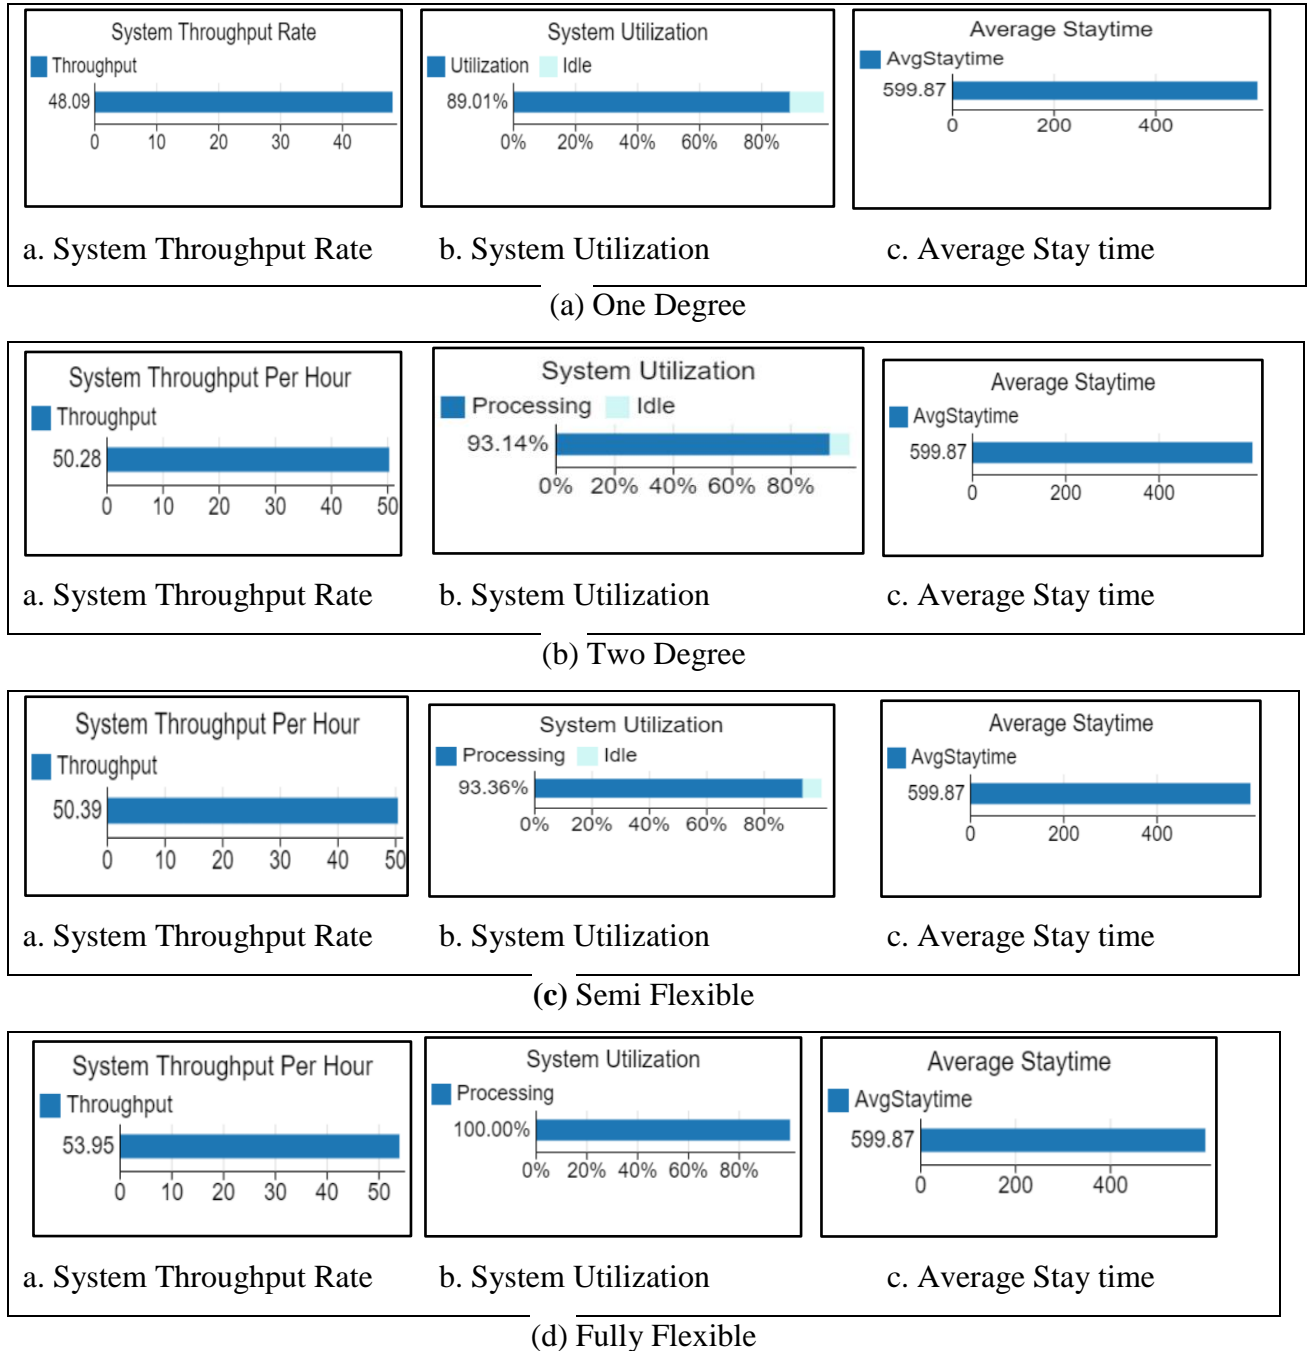 System Throughput Rate
Throughput
48.09
0 10 20 30 40
System Utilization
Utilization Idle
89.01%
0% 20% 40% 60% 80%
Average Staytime
AvgStaytime
599.87
0 200 400
a. System Throughput Rate b. System Utilization c. Average Stay time
(a) One Degree
System Throughput Per Hour
Throughput
50.28
0 10 20 30 40 50
System Utilization
Processing Idle
93.14%
0% 20% 40% 60% 80%
Average Staytime
AvgStaytime
599.87
0 200 400
a. System Throughput Rate b. System Utilization c. Average Stay time
(b) Two Degree
System Throughput Per Hour
Throughput
50.39
0 10 20 30 40 50
System Utilization
Processing Idle
93.36%
0% 20% 40% 60% 80%
Average Staytime
AvgStaytime
599.87
0 200 400
a. System Throughput Rate b. System Utilization c. Average Stay time
(c) Semi Flexible
System Throughput Per Hour
Throughput
53.95
0 10 20 30 40 50
System Utilization
Processing
100.00%
0% 20% 40% 60% 80%
Average Staytime
AvgStaytime
599.87
0 200 400
a. System Throughput Rate b. System Utilization c. Average Stay time
(d) Fully Flexible